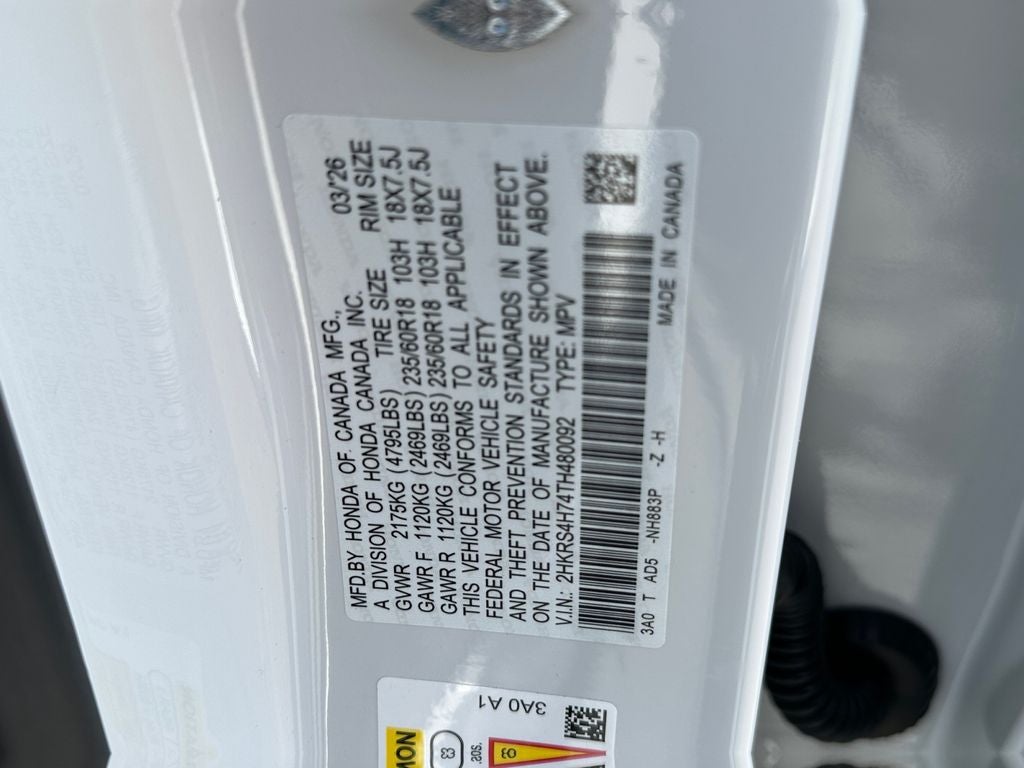 MFD.BY HONDA OF CANADA MFG., 03/'26
A DIVISION OF HONDA CANADA INC.
TIRE SIZE RIM SIZE
GVWR 2175KG (4795LBS)
GAWR F 1120KG (2469LBS) 235/60R18 103H 18X7.5J
GAWR R 1120KG (2469LBS) 235/60R18 103H 18X7.5J
THIS VEHICLE CONFORMS TO ALL APPLICABLE
FEDERAL MOTOR VEHICLE SAFETY
AND THEFT PREVENTION STANDARDS IN EFFECT
ON THE DATE OF MANUFACTURE SHOWN ABOVE.
V.I.N.: 2HKRS4H74TH480092 TYPE: MPV
3A0 T AD5 -NH883P -Z -H
MADE IN CANADA
3A0 A1